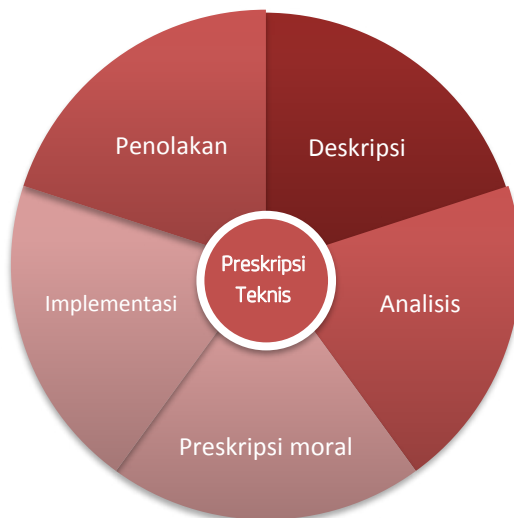 Penolakan
Deskripsi
Preskripsi
Teknis
Implementasi
Analisis
Preskripsi moral